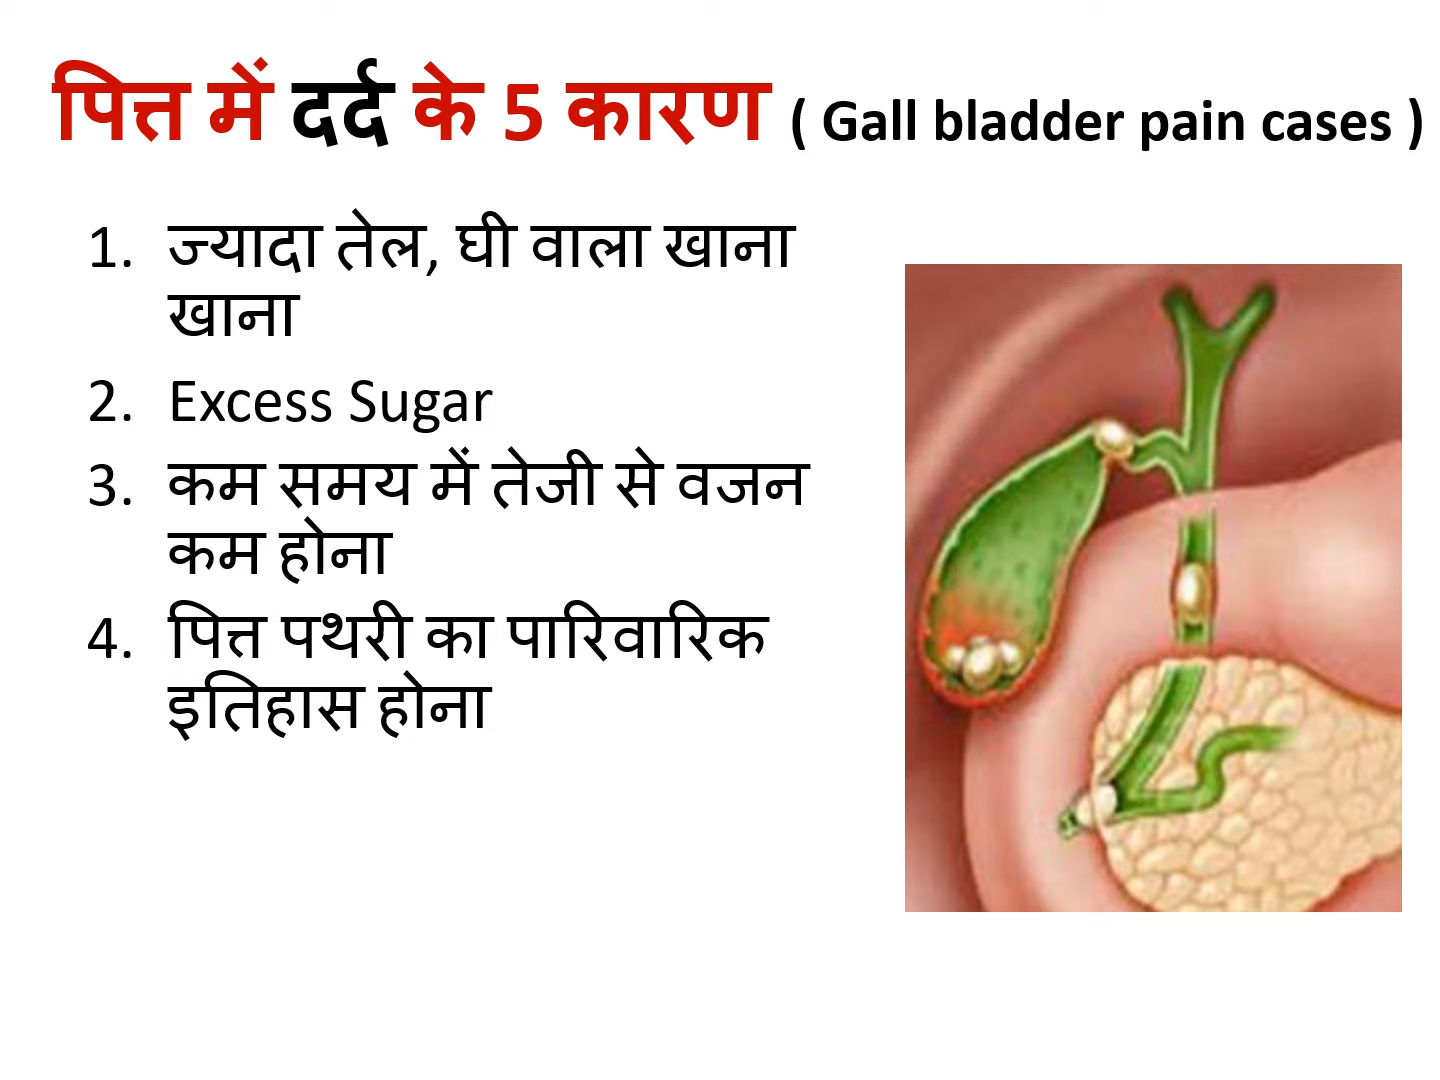 पित्त में दर्द के 5 कारण ( Gall bladder pain cases )
1. ज्यादा तेल, घी वाला खाना
खाना
2. Excess Sugar
3. कम समय में तेजी से वजन
कम होना
4. पित्त पथरी का पारिवारिक
इतिहास होना